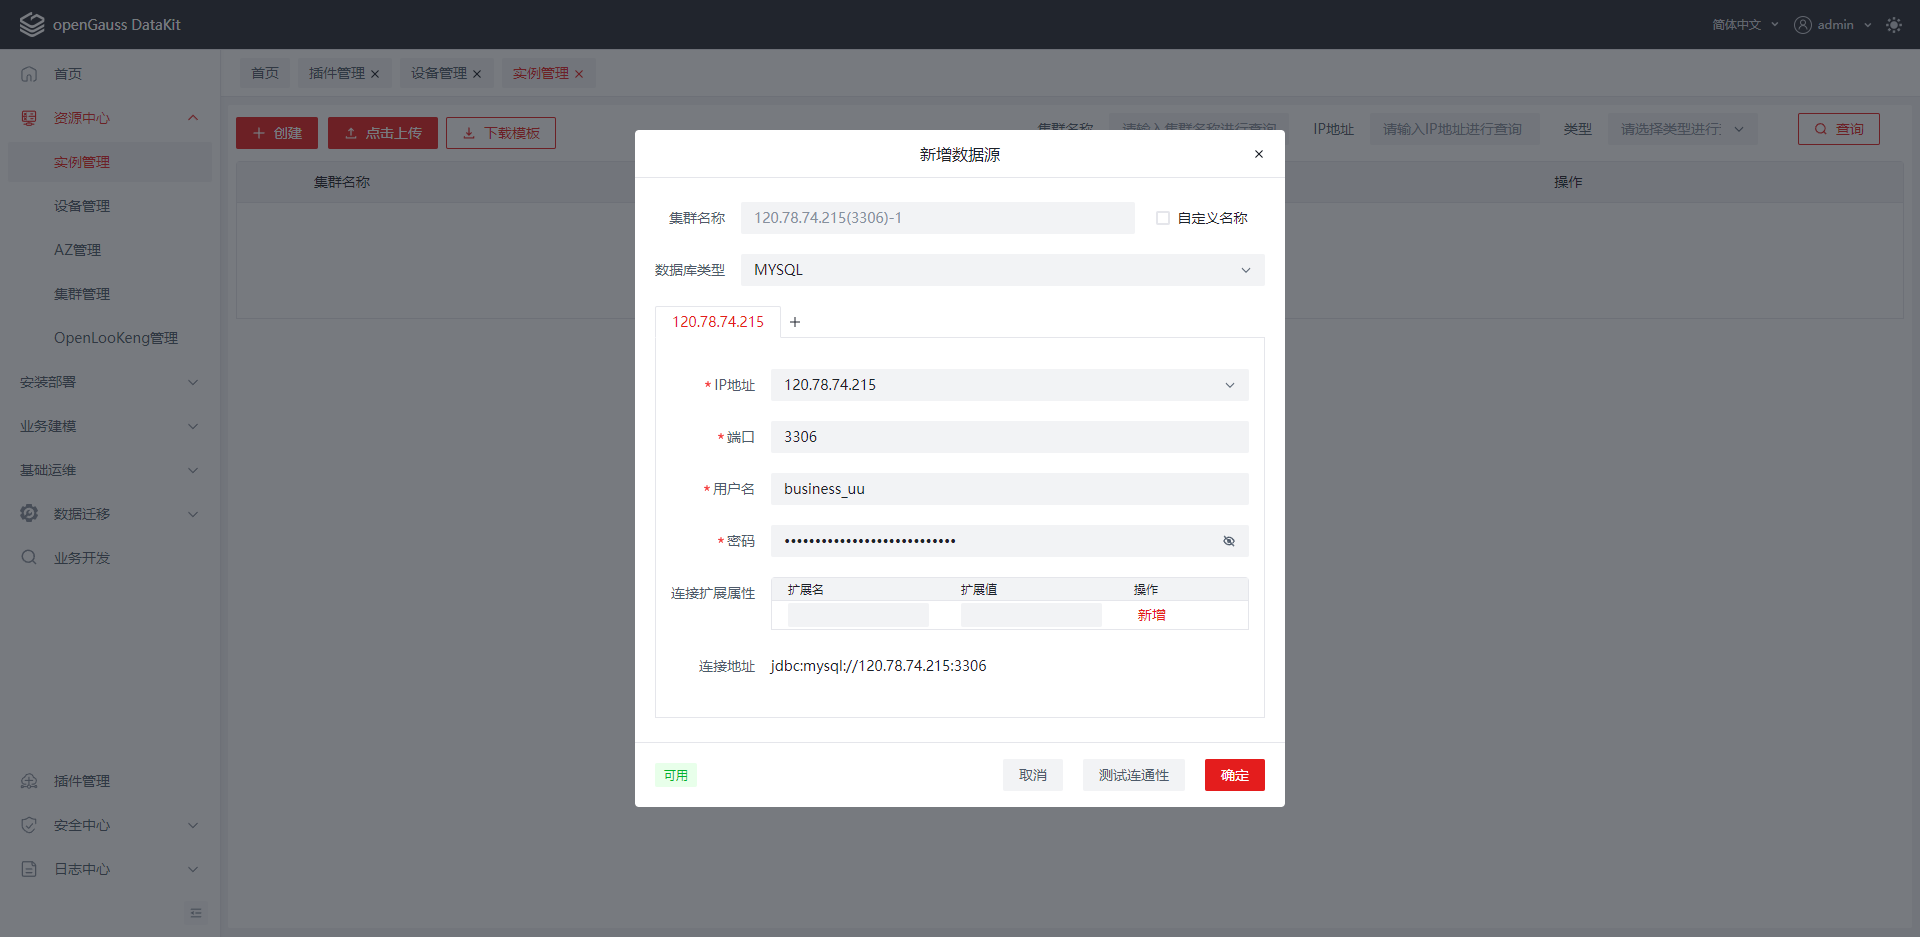 openGauss DataKit
简体中文
admin
首页
插件管理
设备管理
实例管理
首页
资源中心
实例管理
设备管理
AZ管理
集群管理
OpenLooKeng管理
安装部署
业务建模
基础运维
数据迁移
业务开发
插件管理
安全中心
日志中心
创建
点击上传
下载模板
集群名称
请输入集群名称进行查询
IP地址
请输入IP地址进行查询
类型
请选择类型进行
查询
集群名称
操作
新增数据源
集群名称
120.78.74.215(3306)-1
自定义名称
数据库类型
MYSQL
120.78.74.215
*IP地址
120.78.74.215
*端口
3306
*用户名
business_uu
*密码
连接扩展属性
扩展名 扩展值 操作
新增
连接地址
jdbc:mysql://120.78.74.215:3306
可用
取消
测试连通性
确定